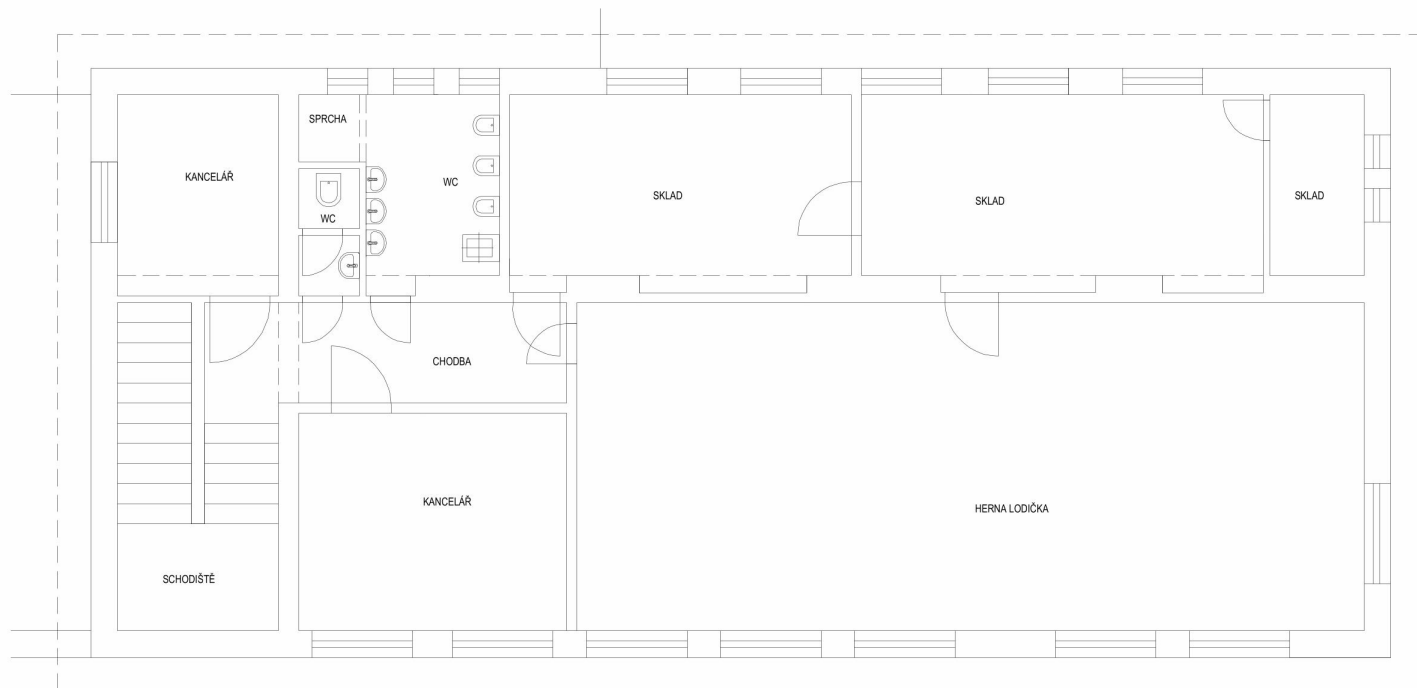 SPRCHA
KANCELÁŘ
WC
SKLAD
SKLAD
SKLAD
WC
CHODBA
KANCELÁŘ
HERNA LODIČKA
SCHODIŠTĚ